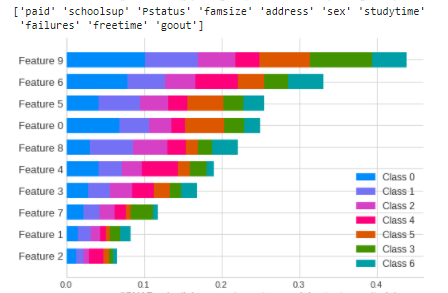 ['paid' 'schoolsup' 'Pstatus' 'famsize' 'address' 'sex' 'studytime'
'failures' 'freetime' 'goout']
Feature 9
Feature 6
Feature 5
Feature 0
Feature 8
Feature 4
Feature 3
Feature 7
Feature 1
Feature 2
Class 0
Class 1
Class 2
Class 4
Class 5
Class 3
Class 6
0.0 0.1 0.2 0.3 0.4